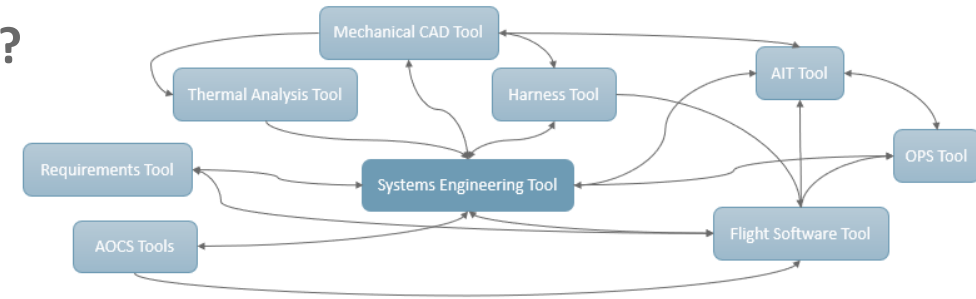 ?
Mechanical CAD Tool
AIT Tool
Thermal Analysis Tool
Harness Tool
OPS Tool
Requirements Tool
Systems Engineering Tool
Flight Software Tool
AOCS Tools